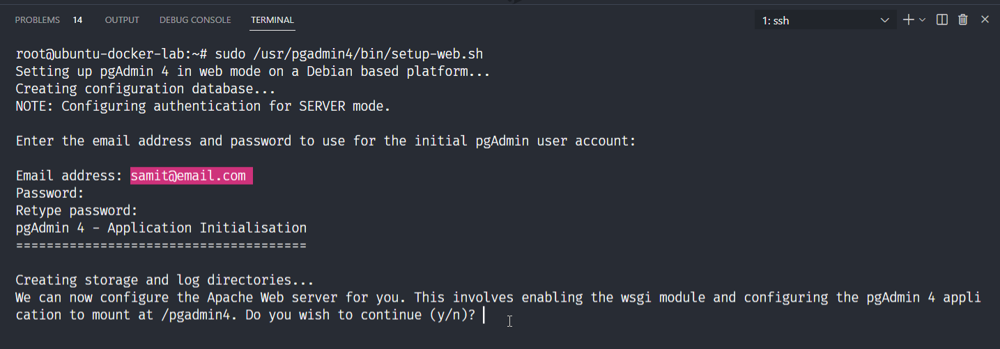 PROBLEMS 14 OUTPUT DEBUG CONSOLE TERMINAL 1: ssh
root@ubuntu-docker-lab:~# sudo /usr/pgadmin4/bin/setup-web.sh
Setting up pgAdmin 4 in web mode on a Debian based platform...
Creating configuration database...
NOTE: Configuring authentication for SERVER mode.
Enter the email address and password to use for the initial pgAdmin user account:
Email address: samit@email.com
Password:
Retype password:
pgAdmin 4 - Application Initialisation
======================================
Creating storage and log directories...
We can now configure the Apache Web server for you. This involves enabling the wsgi module and configuring the pgAdmin 4 appli
cation to mount at /pgadmin4. Do you wish to continue (y/n)?